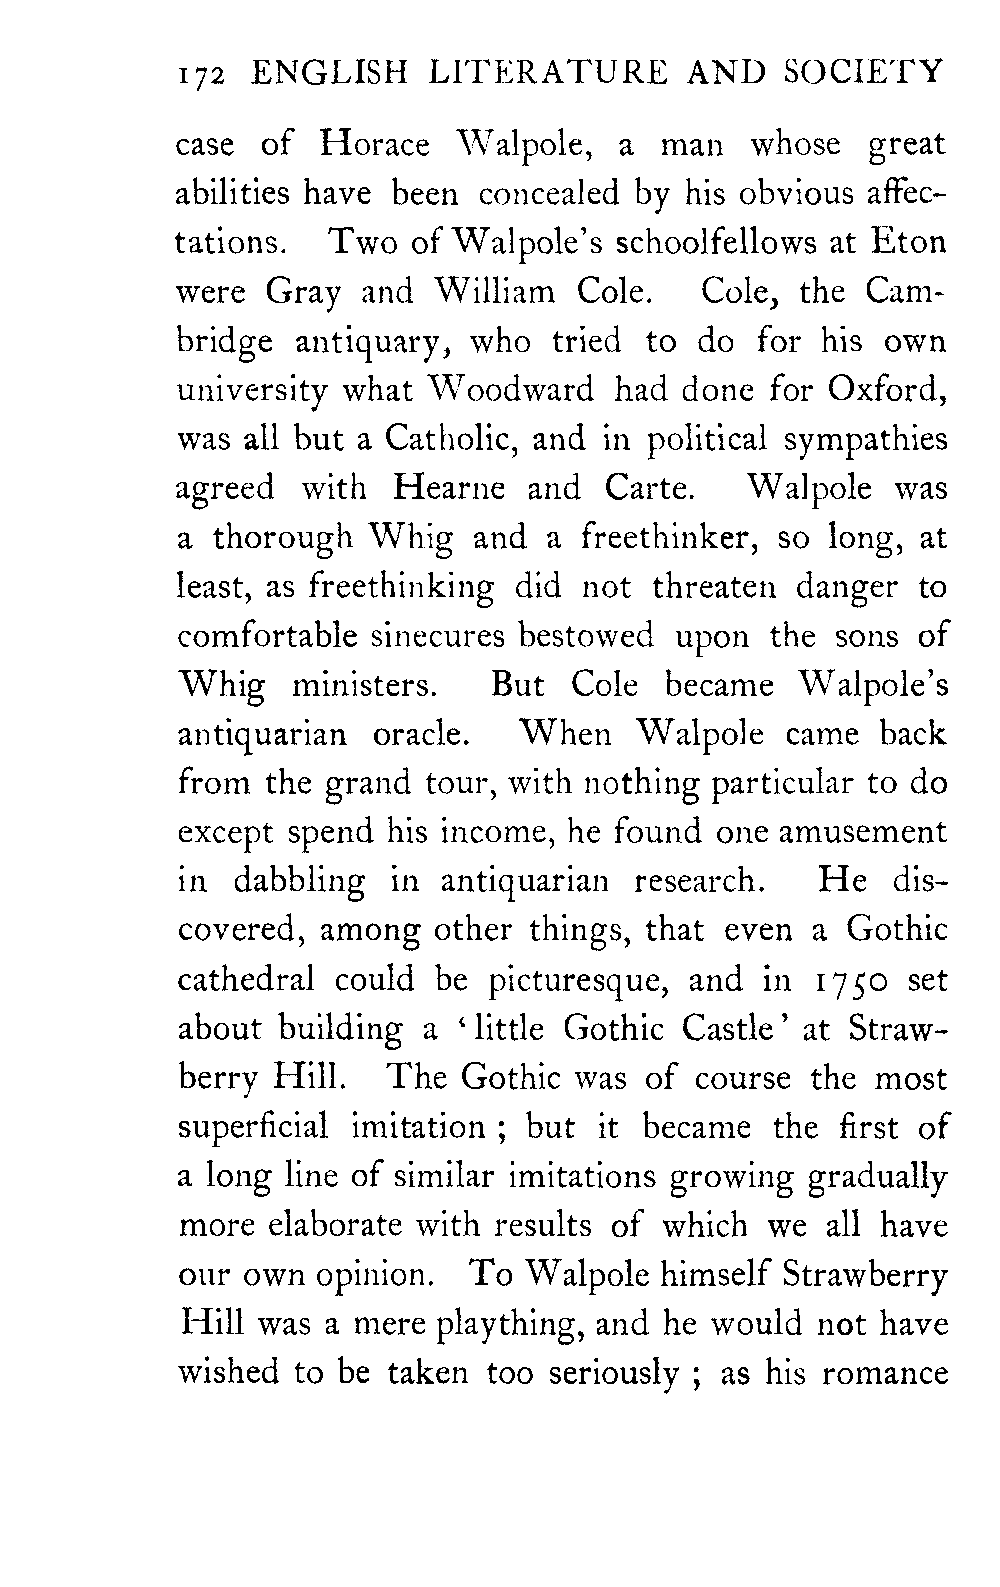 172 ENGLISH LITERATURE AND SOCIETY
case of Horace Walpole, a man whose great
abilities have been concealed by his obvious affec-
tations. Two of Walpole's schoolfellows at Eton
were Gray and William Cole. Cole, the Cam-
bridge antiquary, who tried to do for his own
university what Woodward had done for Oxford,
was all but a Catholic, and in political sympathies
agreed with Hearne and Carte. Walpole was
a thorough Whig and a freethinker, so long, at
least, as freethinking did not threaten danger to
comfortable sinecures bestowed upon the sons of
Whig ministers. But Cole became Walpole's
antiquarian oracle. When Walpole came back
from the grand tour, with nothing particular to do
except spend his income, he found one amusement
in dabbling in antiquarian research. He dis-
covered, among other things, that even a Gothic
cathedral could be picturesque, and in 1750 set
about building a ‘little Gothic Castle’ at Straw-
berry Hill. The Gothic was of course the most
superficial imitation ; but it became the first of
a long line of similar imitations growing gradually
more elaborate with results of which we all have
our own opinion. To Walpole himself Strawberry
Hill was a mere plaything, and he would not have
wished to be taken too seriously ; as his romance